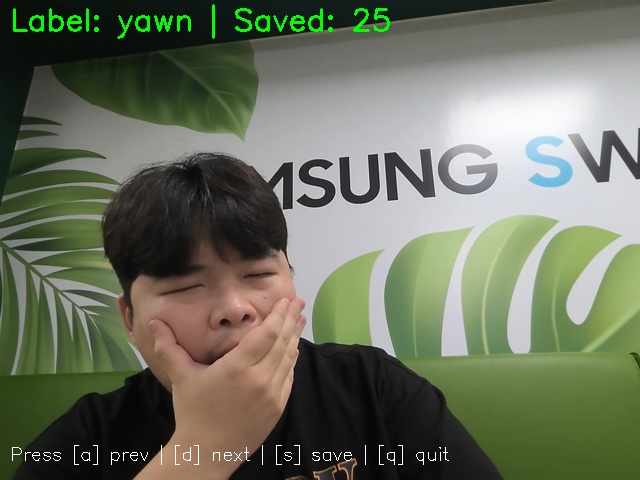 Label: yawn | Saved: 25
MSUNG SW
Press [a] prev | [d] next | [s] save | [q] quit